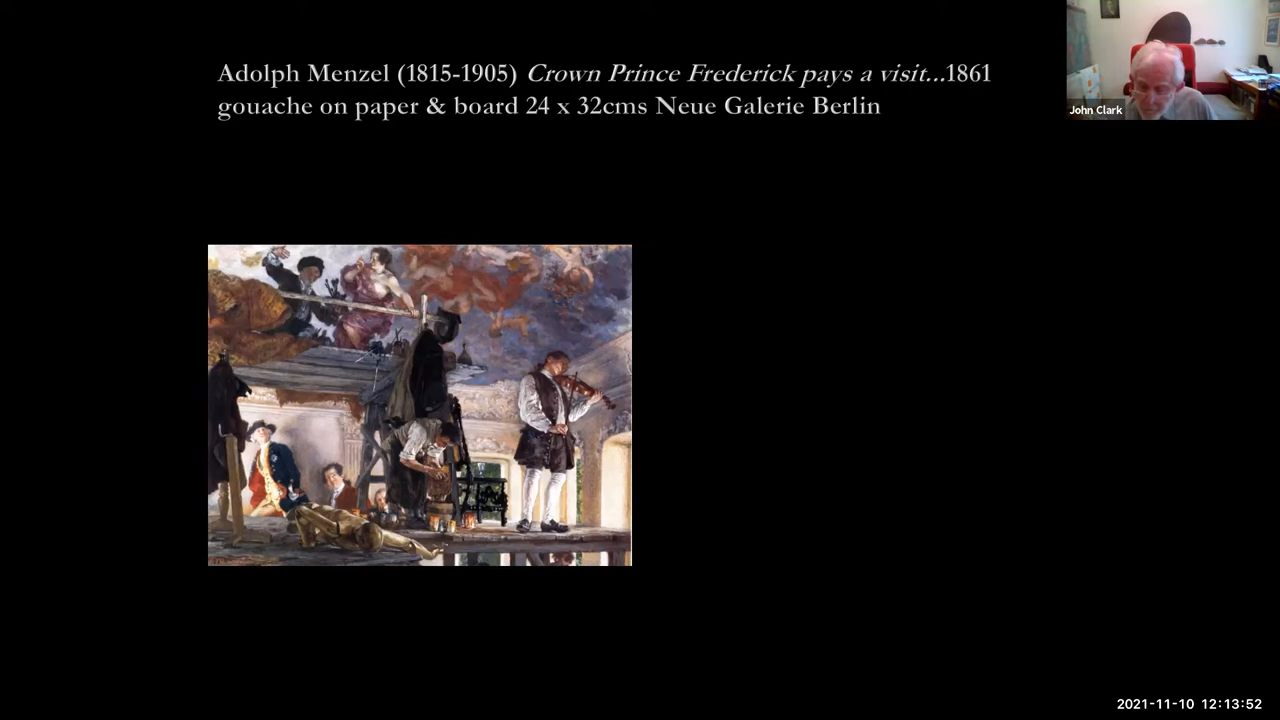 Adolph Menzel (1815-1905) Crown Prince Frederick pays a visit...1861
gouache on paper & board 24 x 32cms Neue Galerie Berlin
John Clark
2021-11-10 12:13:52